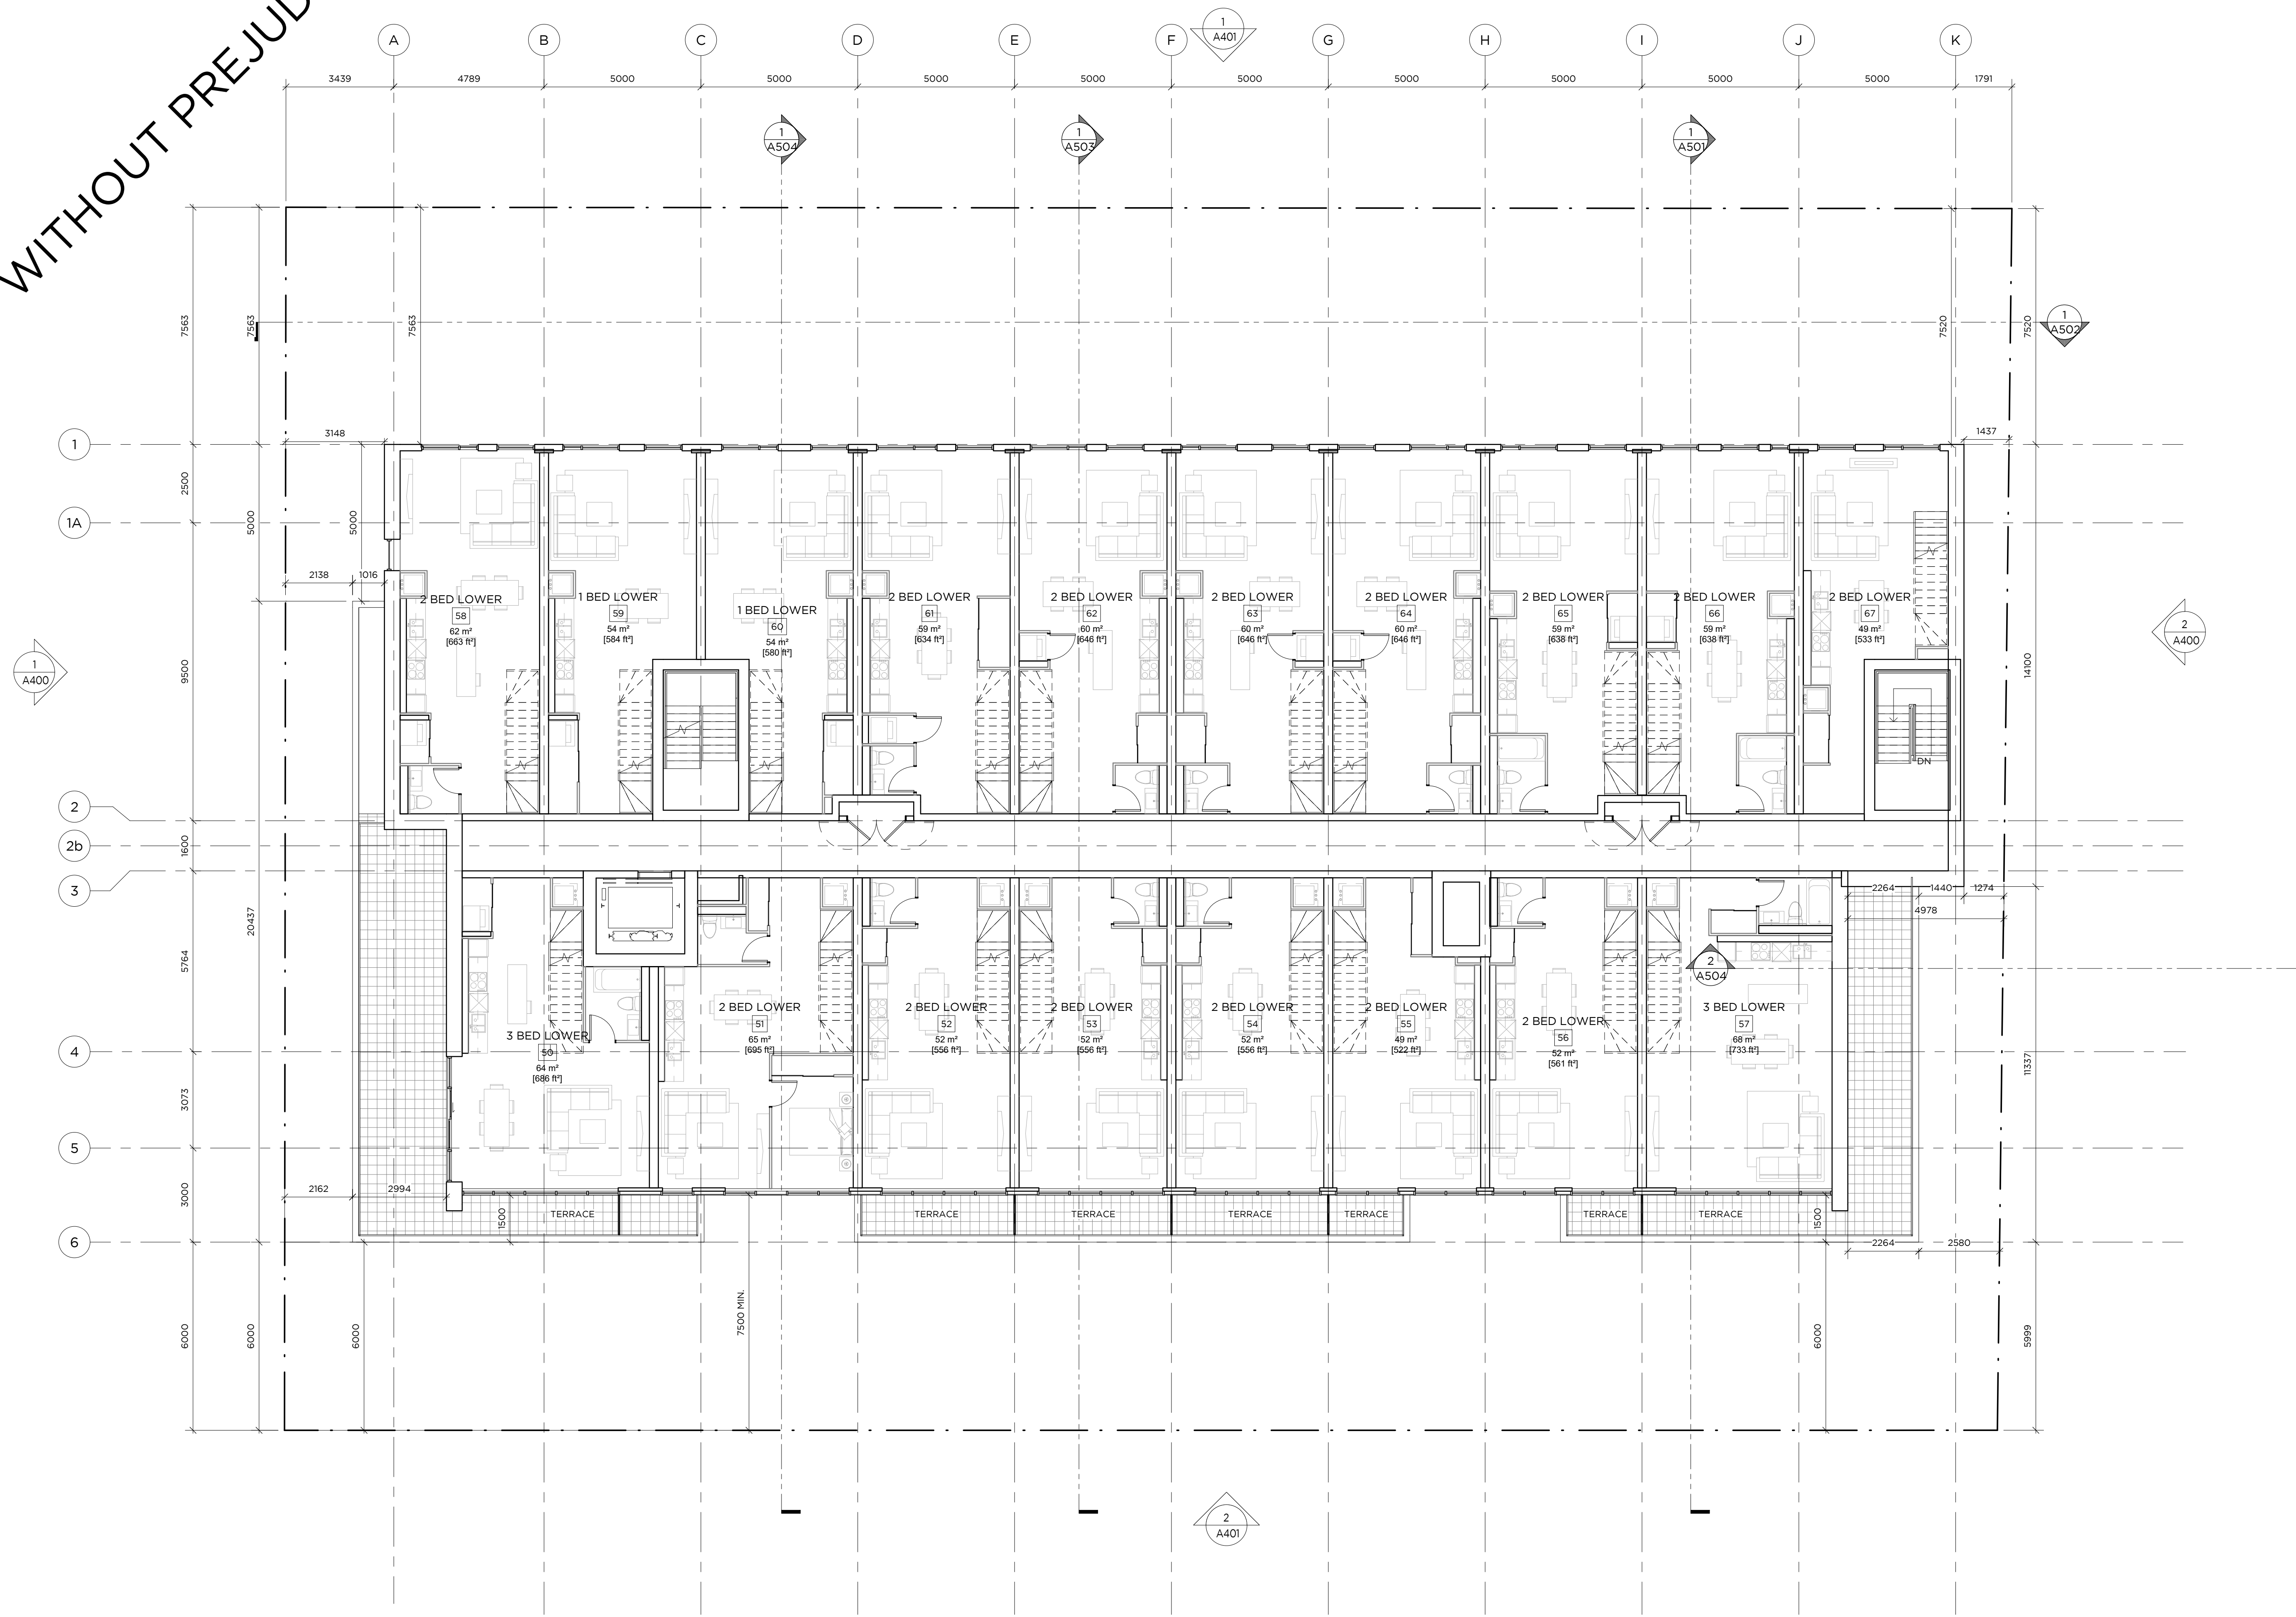 WITHOUT PREJUD
1
A401
A
B
C
D
E
F
G
H
I
J
K
3439
4789
5000
5000
5000
5000
5000
5000
5000
5000
5000
1791
1
A504
1
A503
1
A501
7563
7563
7563
7520
7520
1
A502
1
3148
1437
2500
1A
5000
5000
2138
1016
9500
14100
1
A400
2
A400
2 BED LOWER
58
62 m²
[663 ft²]
1 BED LOWER
59
54 m²
[584 ft²]
1 BED LOWER
60
54 m²
[580 ft²]
2 BED LOWER
61
59 m²
[634 ft²]
2 BED LOWER
62
60 m²
[646 ft²]
2 BED LOWER
63
60 m²
[646 ft²]
2 BED LOWER
64
60 m²
[646 ft²]
2 BED LOWER
65
59 m²
[638 ft²]
2 BED LOWER
66
59 m²
[638 ft²]
2 BED LOWER
67
49 m²
[533 ft²]
DN
2
1600
2b
3
2264
1440
1274
4978
20437
5764
2
A504
3 BED LOWER
50
64 m²
[686 ft²]
2 BED LOWER
51
65 m²
[695 ft²]
2 BED LOWER
52
52 m²
[556 ft²]
2 BED LOWER
53
52 m²
[556 ft²]
2 BED LOWER
54
52 m²
[556 ft²]
2 BED LOWER
55
49 m²
[522 ft²]
2 BED LOWER
56
52 m²
[561 ft²]
3 BED LOWER
57
68 m²
[733 ft²]
4
3073
11337
5
3000
2162
2994
1500
TERRACE
TERRACE
TERRACE
TERRACE
TERRACE
TERRACE
TERRACE
1500
6
2264
2580
6000
6000
6000
7500 MIN.
6000
5999
2
A401